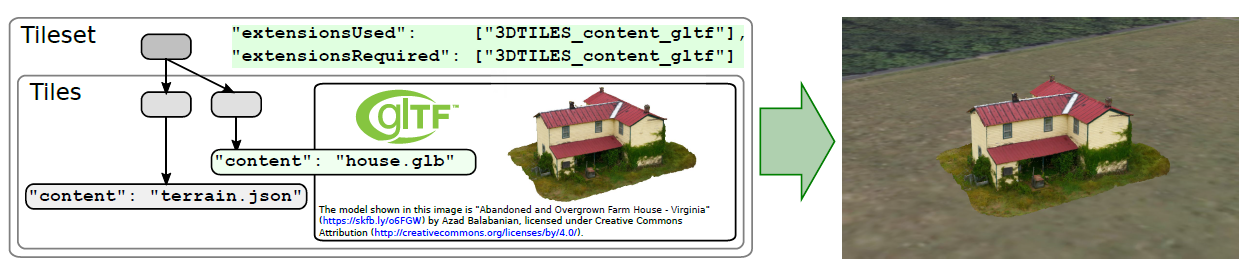 Tileset
"extensionsUsed": ["3DTILES_content_gltf"],
"extensionsRequired": ["3DTILES_content_gltf"]
Tiles
glTF™
"content": "house.glb"
"content": "terrain.json"
The model shown in this image is "Abandoned and Overgrown Farm House - Virginia"
(https://skfb.ly/o6FGW) by Azad Balabanian, licensed under Creative Commons
Attribution (http://creativecommons.org/licenses/by/4.0/).